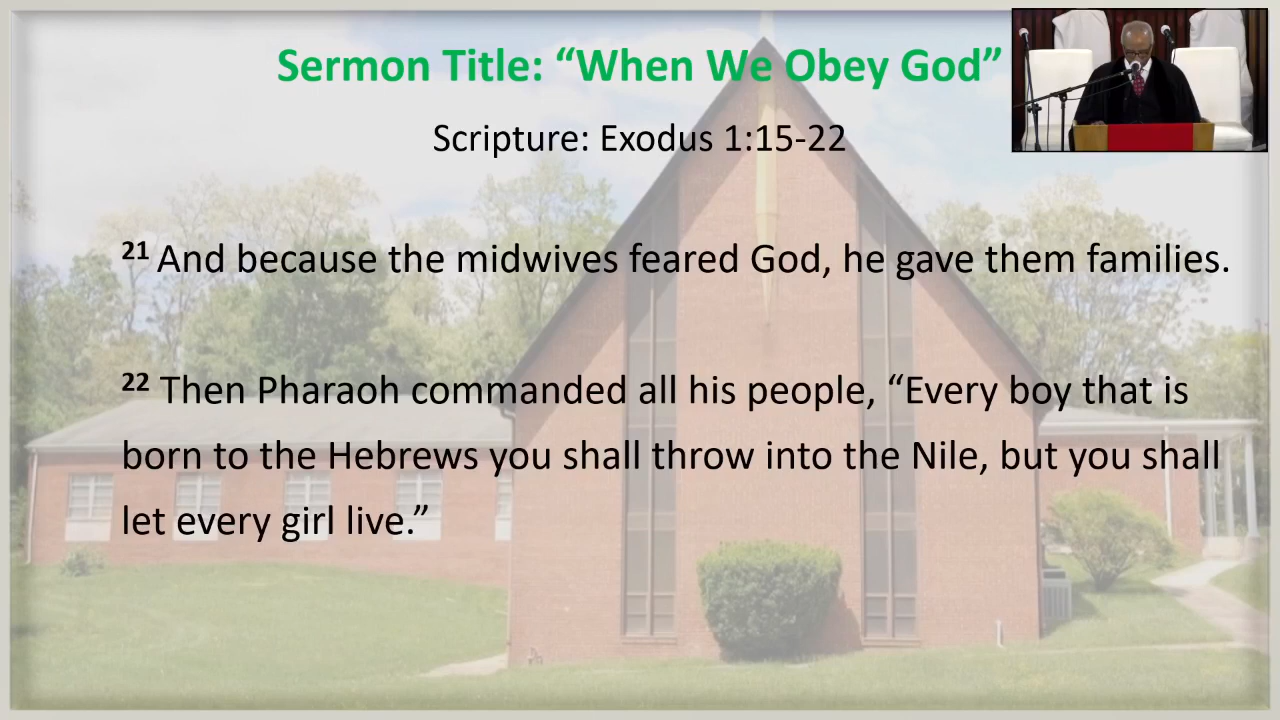 Sermon Title: “When We Obey God”
Scripture: Exodus 1:15-22
21 And because the midwives feared God, he gave them families.
22 Then Pharaoh commanded all his people, “Every boy that is
born to the Hebrews you shall throw into the Nile, but you shall
let every girl live.”